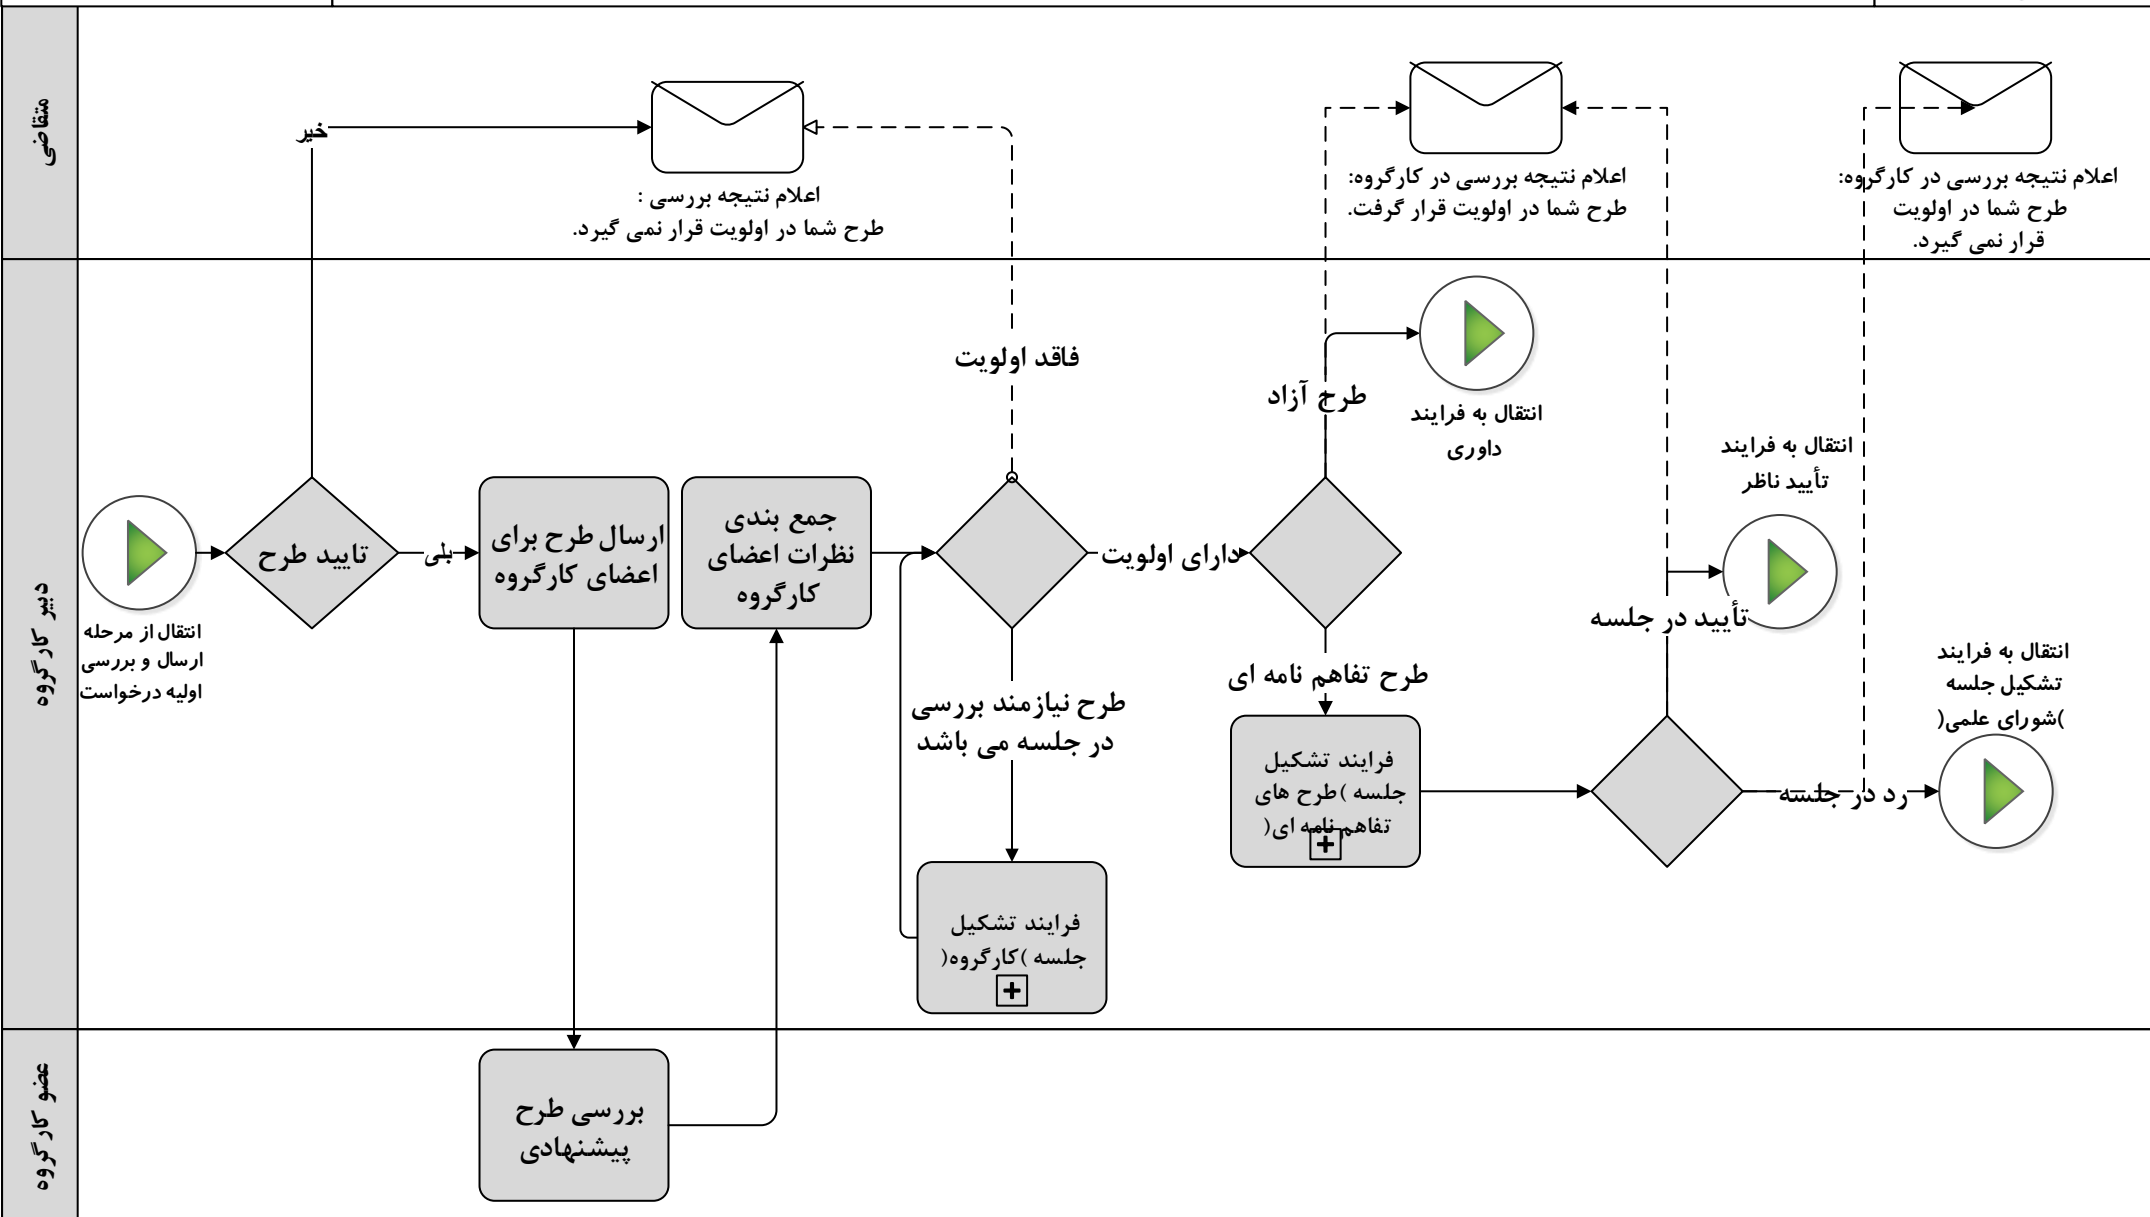 متقاضی
خیر
اعلام نتیجه بررسی :
طرح شما در اولویت قرار نمی گیرد.
اعلام نتیجه بررسی در کارگروه:
طرح شما در اولویت قرار گرفت.
اعلام نتیجه بررسی در کارگروه:
طرح شما در اولویت
قرار نمی گیرد.
دبیر کارگروه
انتقال از مرحله
ارسال و بررسی
اولیه درخواست
تایید طرح
بلی
ارسال طرح برای
اعضای کارگروه
جمع بندی
نظرات اعضای
کارگروه
فاقد اولویت
دارای اولویت
طرح نیازمند بررسی
در جلسه می باشد
فرایند تشکیل
جلسه )کارگروه(
طرح آزاد
انتقال به فرایند
داوری
طرح تفاهم نامه ای
فرایند تشکیل
جلسه )طرح های
تفاهم نامه ای(
تأیید در جلسه
انتقال به فرایند
تأیید ناظر
رد در جلسه
انتقال به فرایند
تشکیل جلسه
)شورای علمی(
عضو کارگروه
بررسی طرح
پیشنهادی